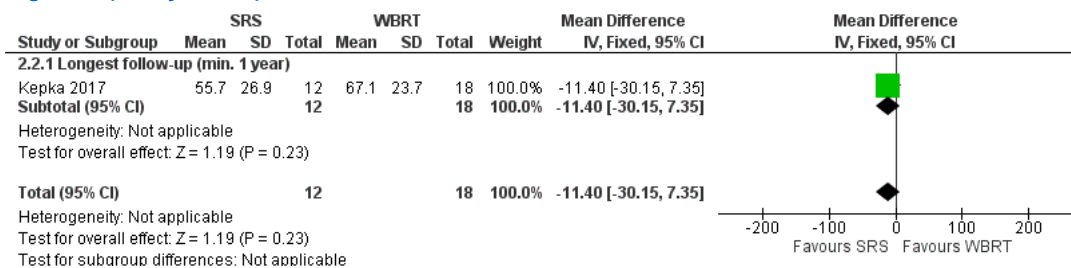 SRS WBRT Mean Difference Mean Difference
Study or Subgroup Mean SD Total Mean SD Total Weight IV, Fixed, 95% CI IV, Fixed, 95% CI
2.2.1 Longest follow-up (min. 1 year)
Kepka 2017 55.7 26.9 12 67.1 23.7 18 100.0% -11.40 [-30.15, 7.35]
Subtotal (95% CI) 12 18 100.0% -11.40 [-30.15, 7.35]
Heterogeneity: Not applicable
Test for overall effect: Z = 1.19 (P = 0.23)
Total (95% CI) 12 18 100.0% -11.40 [-30.15, 7.35]
Heterogeneity: Not applicable
Test for overall effect: Z = 1.19 (P = 0.23)
Test for subgroup differences: Not applicable
-200 -100 0 100 200
Favours SRS Favours WBRT